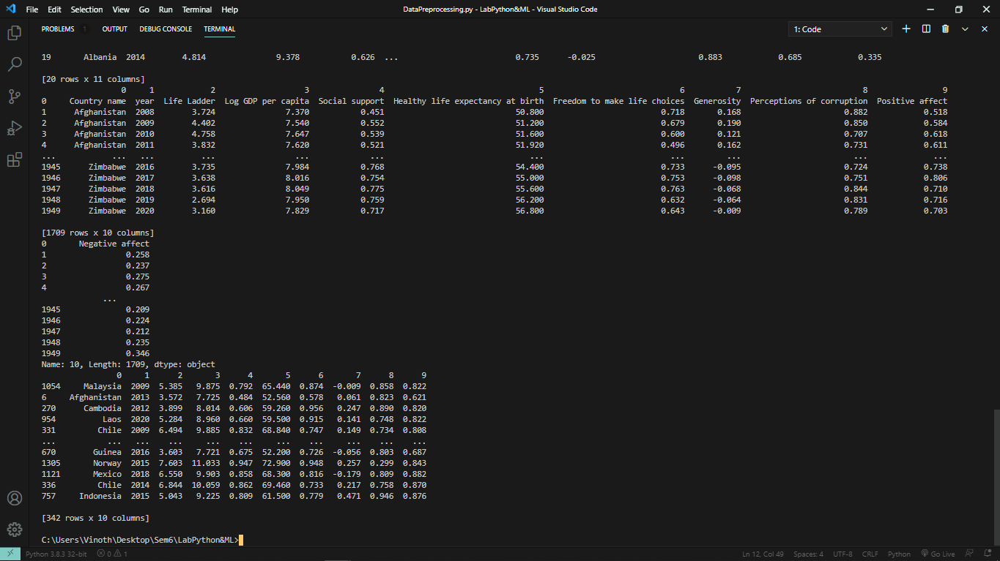 File Edit Selection View Go Run Terminal Help DataPreprocessing.py - LabPython&ML - Visual Studio Code
PROBLEMS 1 OUTPUT DEBUG CONSOLE TERMINAL 1: Code
19 Albania 2014 4.814 9.378 0.626 ... 0.735 -0.025 0.883 0.685 0.335
[20 rows x 11 columns]
0 1 2 3 4 5 6 7 8 9
0 Country name year Life Ladder Log GDP per capita Social support Healthy life expectancy at birth Freedom to make life choices Generosity Perceptions of corruption Positive affect
1 Afghanistan 2008 3.724 7.370 0.451 50.800 0.718 0.168 0.882 0.518
2 Afghanistan 2009 4.402 7.540 0.552 51.200 0.679 0.190 0.850 0.584
3 Afghanistan 2010 4.758 7.647 0.539 51.600 0.600 0.121 0.707 0.618
4 Afghanistan 2011 3.832 7.620 0.521 51.920 0.496 0.162 0.731 0.611
... ... ... ... ... ... ... ... ... ... ...
1945 Zimbabwe 2016 3.735 7.984 0.768 54.400 0.733 -0.095 0.724 0.738
1946 Zimbabwe 2017 3.638 8.016 0.754 55.000 0.753 -0.098 0.751 0.806
1947 Zimbabwe 2018 3.616 8.049 0.775 55.600 0.763 -0.068 0.844 0.710
1948 Zimbabwe 2019 2.694 7.950 0.759 56.200 0.632 -0.064 0.831 0.716
1949 Zimbabwe 2020 3.160 7.829 0.717 56.800 0.643 -0.009 0.789 0.703
[1709 rows x 10 columns]
0 Negative affect
1 0.258
2 0.237
3 0.275
4 0.267
...
1945 0.209
1946 0.224
1947 0.212
1948 0.235
1949 0.346
Name: 10, Length: 1709, dtype: object
0 1 2 3 4 5 6 7 8 9
1054 Malaysia 2009 5.385 9.875 0.792 65.440 0.874 -0.009 0.858 0.822
6 Afghanistan 2013 3.572 7.725 0.484 52.560 0.578 0.061 0.823 0.621
270 Cambodia 2012 3.899 8.014 0.606 59.260 0.956 0.247 0.890 0.820
954 Laos 2020 5.284 8.960 0.660 59.500 0.915 0.141 0.748 0.822
331 Chile 2009 6.494 9.885 0.832 68.840 0.747 0.149 0.734 0.808
... ... ... ... ... ... ... ... ... ... ...
670 Guinea 2016 3.603 7.721 0.675 52.200 0.726 -0.056 0.803 0.687
1305 Norway 2015 7.603 11.033 0.947 72.900 0.948 0.257 0.299 0.843
1121 Mexico 2018 6.550 9.903 0.858 68.300 0.816 -0.179 0.809 0.882
336 Chile 2014 6.844 10.059 0.862 69.460 0.733 0.217 0.758 0.870
757 Indonesia 2015 5.043 9.225 0.809 61.500 0.779 0.471 0.946 0.876
[342 rows x 10 columns]
C:\Users\Vinoth\Desktop\Sem6\LabPython&ML>
Python 3.8.3 32-bit 0 1 Ln 12, Col 49 Spaces: 4 UTF-8 CRLF Python Go Live